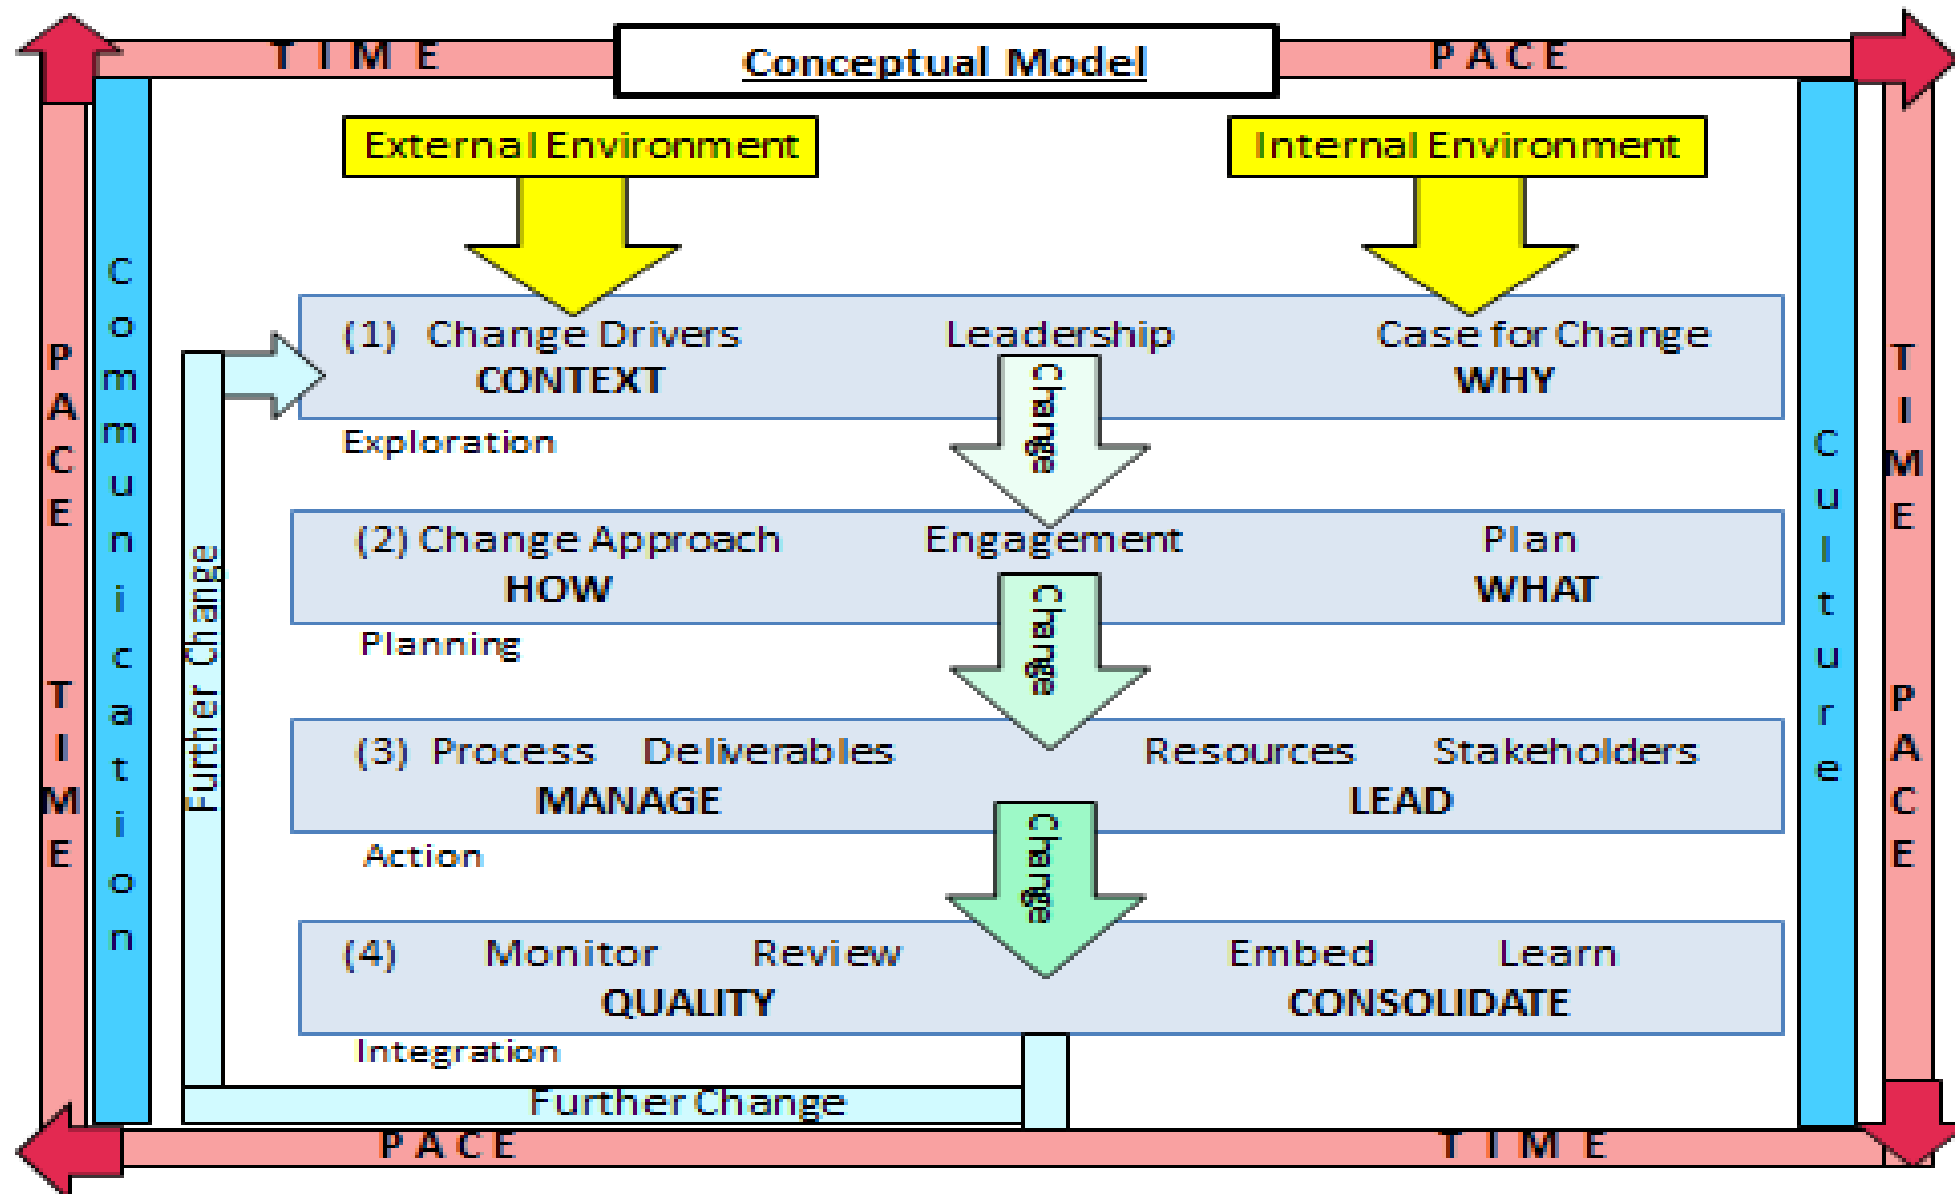 TIME
Conceptual Model
PACE
External Environment
Internal Environment
(1) Change Drivers Leadership Case for Change
CONTEXT WHY
Change
Exploration
(2) Change Approach Engagement Plan
HOW WHAT
Change
Planning
(3) Process Deliverables Resources Stakeholders
MANAGE LEAD
Change
Action
(4) Monitor Review Embed Learn
QUALITY CONSOLIDATE
Integration
Further Change
Further Change
Communication
Culture
PACE
TIME
TIME
PACE
PACE
TIME